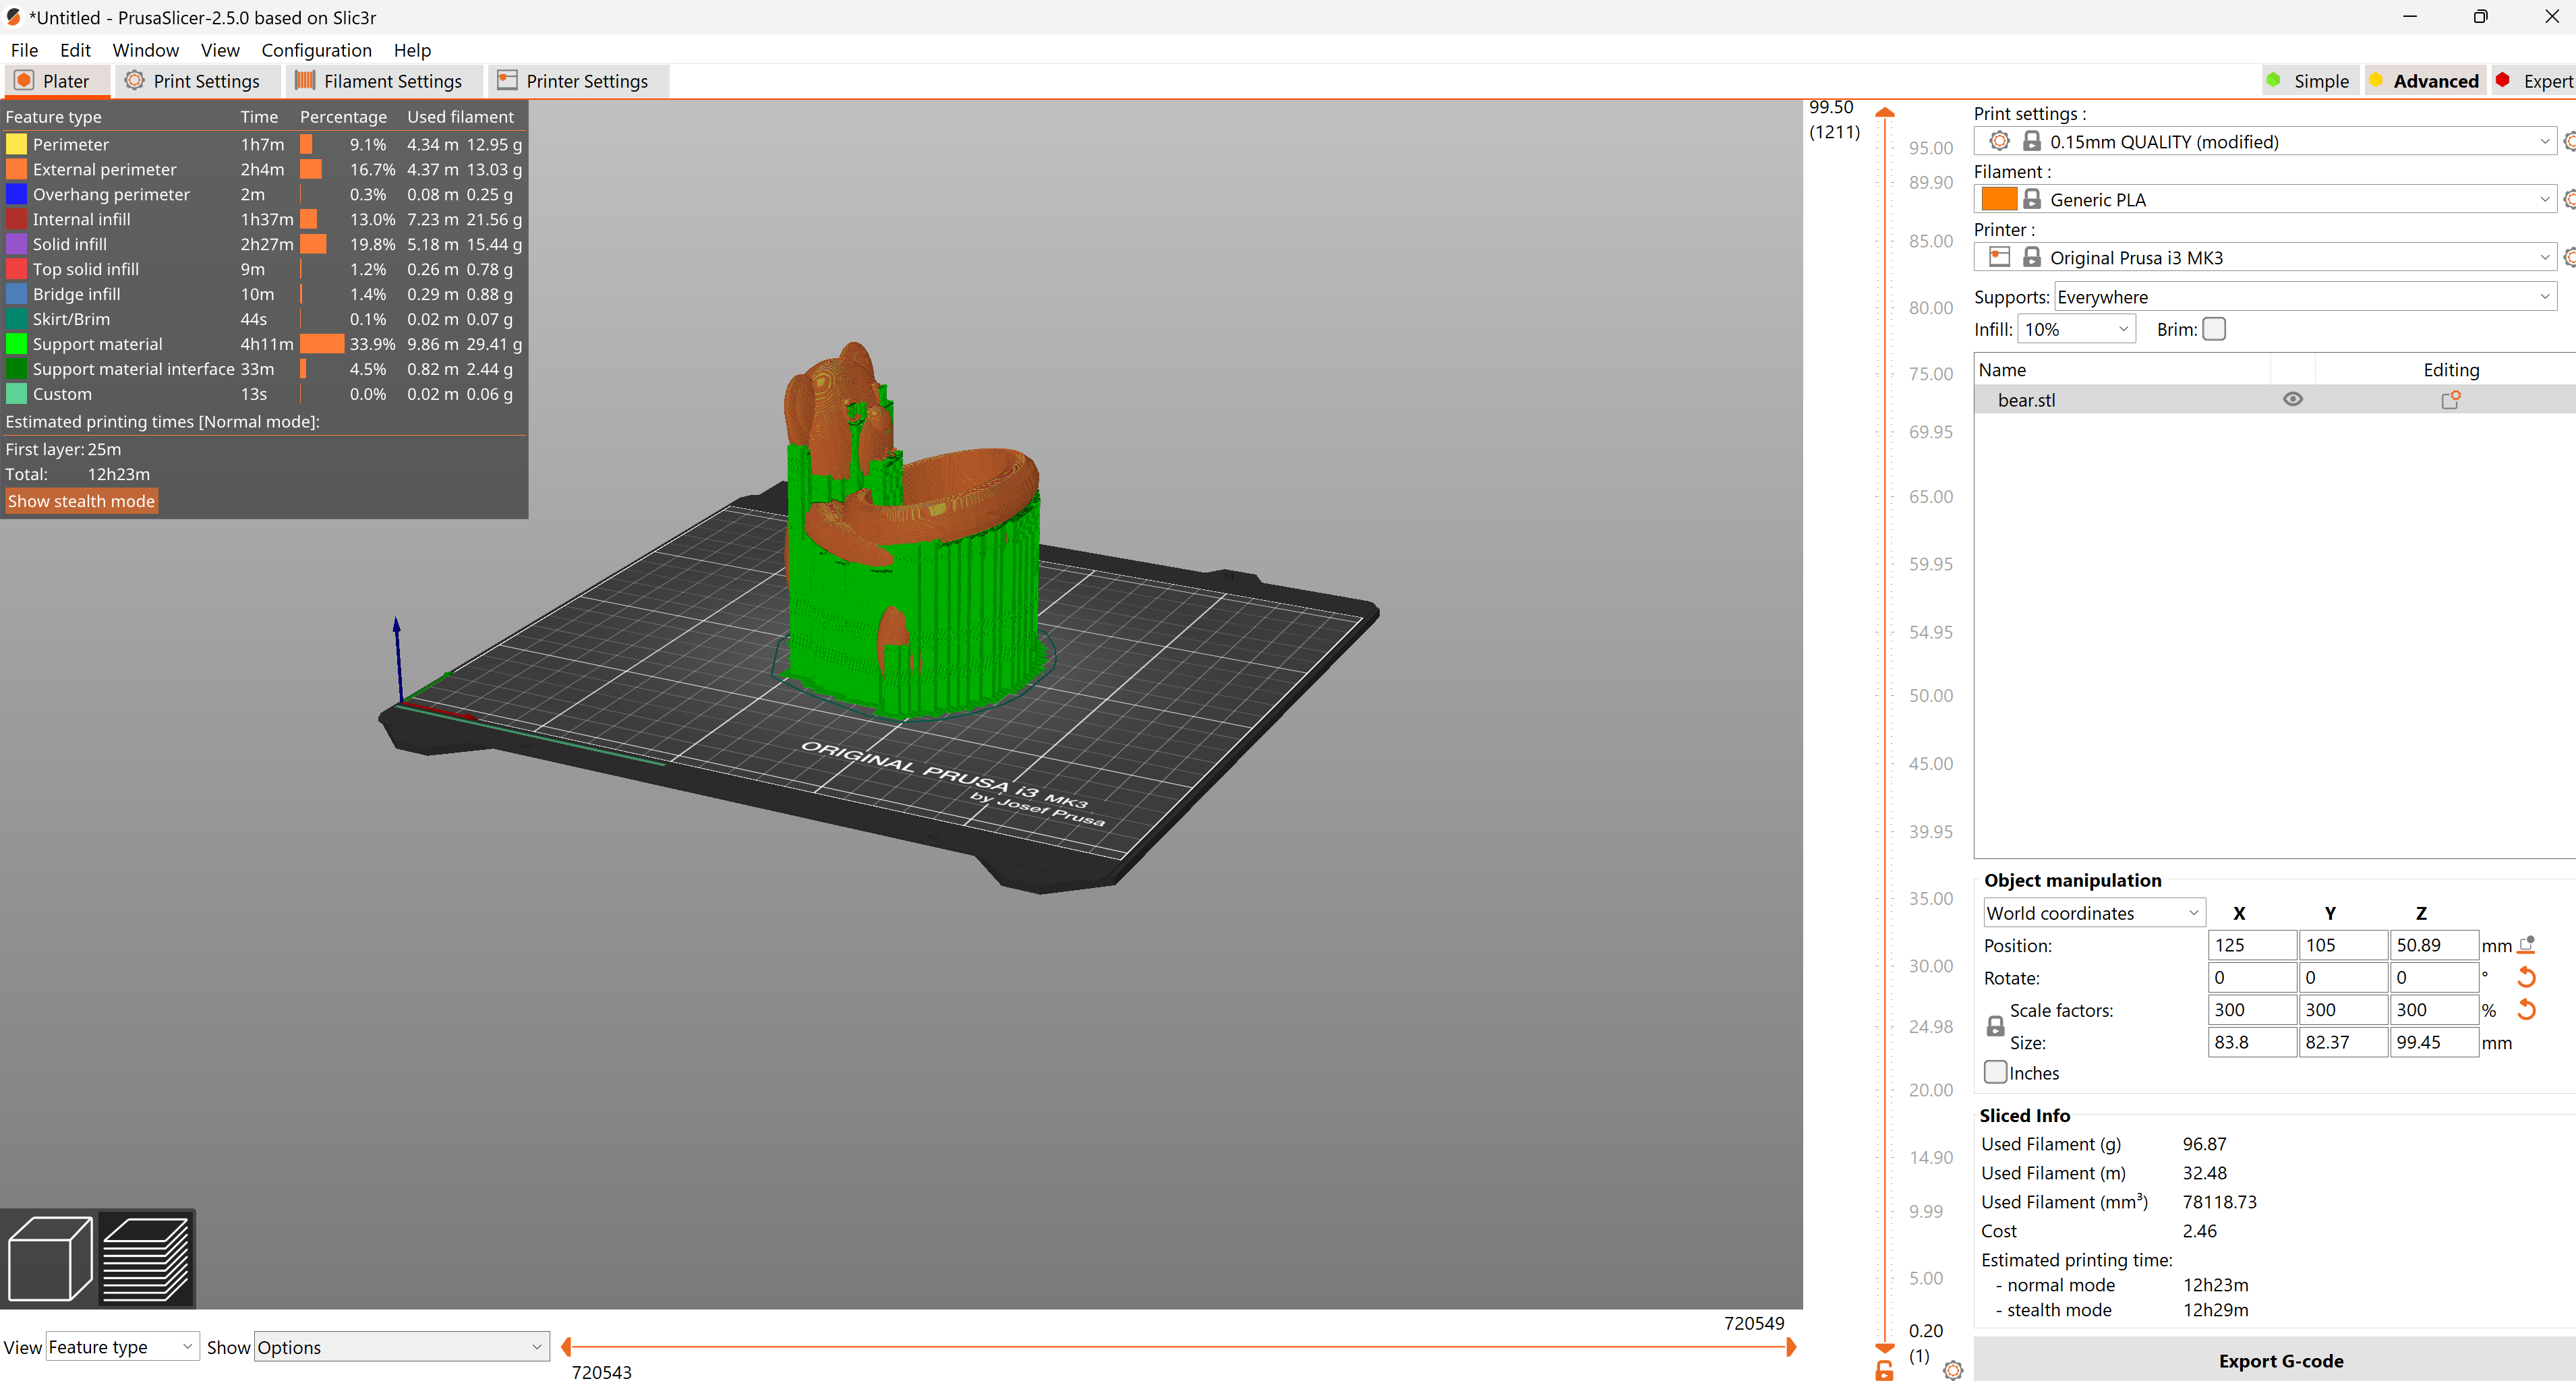 *Untitled - PrusaSlicer-2.5.0 based on Slic3r
File Edit Window View Configuration Help
Plater Print Settings Filament Settings Printer Settings Simple Advanced Expert
Feature type Time Percentage Used filament
Perimeter 1h7m 9.1% 4.34 m 12.95 g
External perimeter 2h4m 16.7% 4.37 m 13.03 g
Overhang perimeter 2m 0.3% 0.08 m 0.25 g
Internal infill 1h37m 13.0% 7.23 m 21.56 g
Solid infill 2h27m 19.8% 5.18 m 15.44 g
Top solid infill 9m 1.2% 0.26 m 0.78 g
Bridge infill 10m 1.4% 0.29 m 0.88 g
Skirt/Brim 44s 0.1% 0.02 m 0.07 g
Support material 4h11m 33.9% 9.86 m 29.41 g
Support material interface 33m 4.5% 0.82 m 2.44 g
Custom 13s 0.0% 0.02 m 0.06 g
Estimated printing times [Normal mode]:
First layer: 25m
Total: 12h23m
Show stealth mode
ORIGINAL PRUSA i3 MK3
by Josef Prusa
99.50
(1211)
95.00
89.90
85.00
80.00
75.00
69.95
65.00
59.95
54.95
50.00
45.00
39.95
35.00
30.00
24.98
20.00
14.90
9.99
5.00
0.20
(1)
Print settings :
0.15mm QUALITY (modified)
Filament :
Generic PLA
Printer :
Original Prusa i3 MK3
Supports: Everywhere
Infill: 10% Brim:
Name Editing
bear.stl
Object manipulation
World coordinates X Y Z
Position: 125 105 50.89 mm
Rotate: 0 0 0 °
Scale factors: 300 300 300 %
Size: 83.8 82.37 99.45 mm
Inches
Sliced Info
Used Filament (g) 96.87
Used Filament (m) 32.48
Used Filament (mm³) 78118.73
Cost 2.46
Estimated printing time:
- normal mode 12h23m
- stealth mode 12h29m
Export G-code
View Feature type Show Options
720549
720543